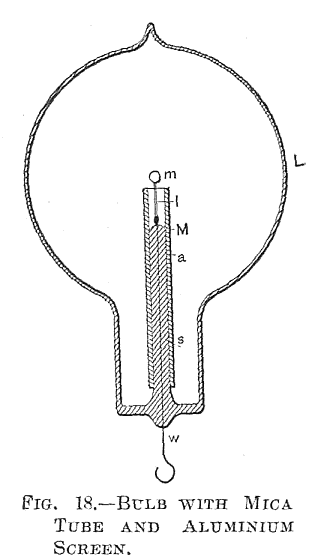 L
m
l
M
a
s
w
FIG. 18.—BULB WITH MICA
TUBE AND ALUMINIUM
SCREEN.